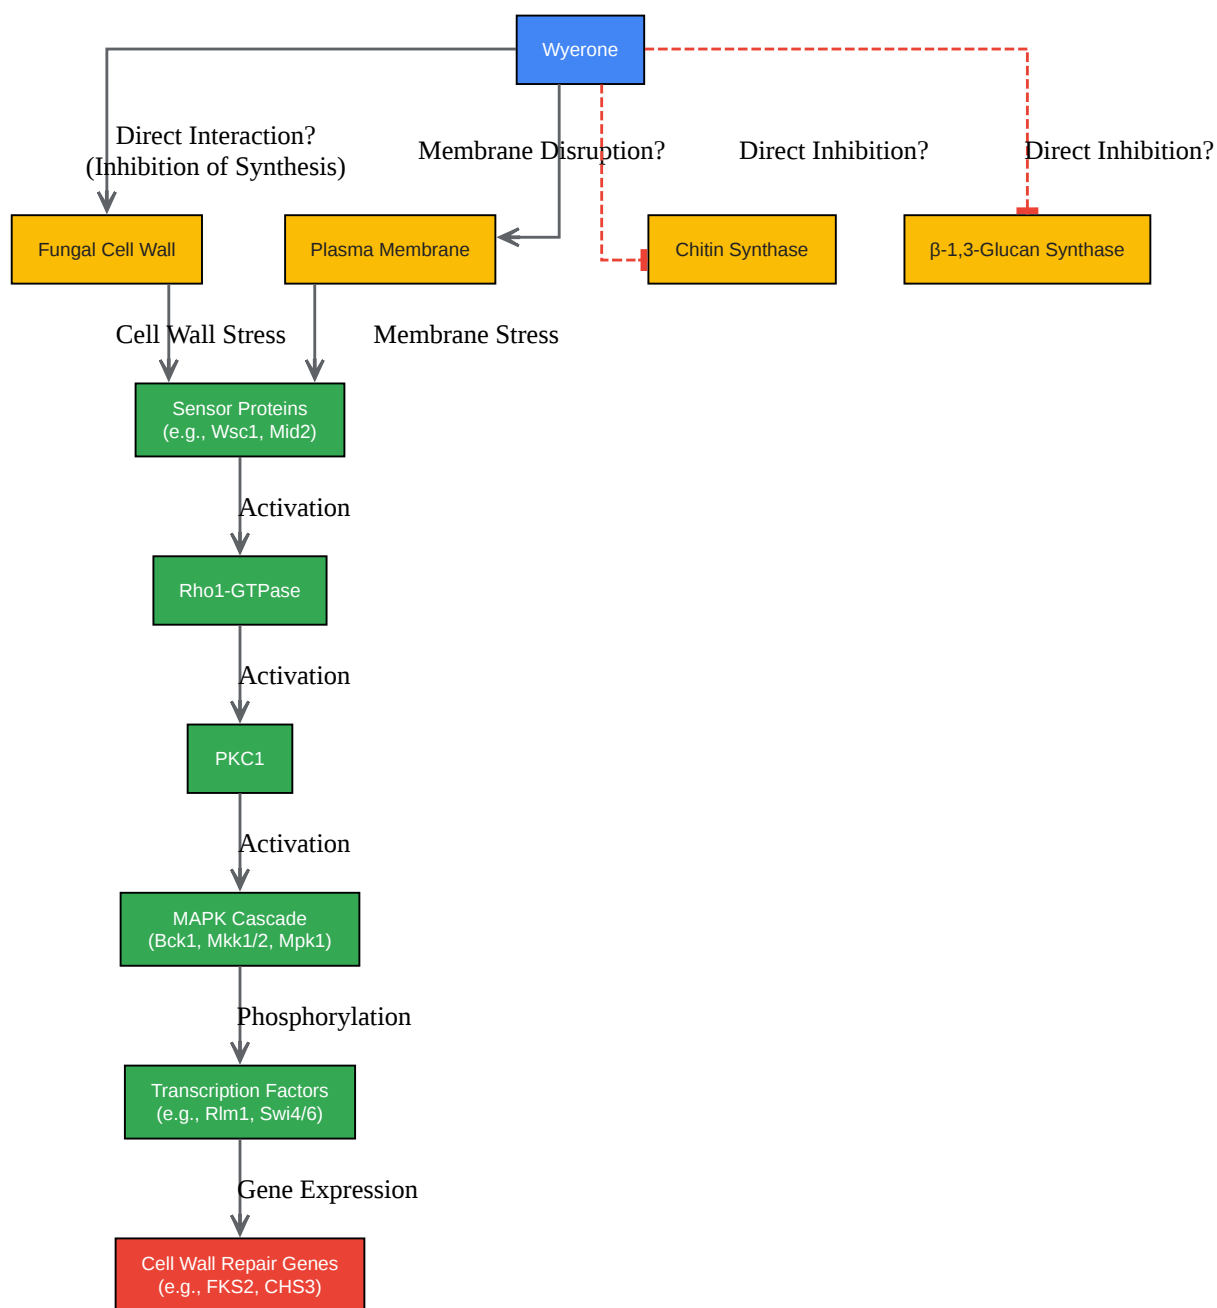 Wyerone
Direct Interaction?
(Inhibition of Synthesis)
Membrane Disruption?
Direct Inhibition?
Direct Inhibition?
Fungal Cell Wall
Plasma Membrane
Chitin Synthase
β-1,3-Glucan Synthase
Cell Wall Stress
Membrane Stress
Sensor Proteins
(e.g., Wsc1, Mid2)
Activation
Rho1-GTPase
Activation
PKC1
Activation
MAPK Cascade
(Bck1, Mkk1/2, Mpk1)
Phosphorylation
Transcription Factors
(e.g., Rlm1, Swi4/6)
Gene Expression
Cell Wall Repair Genes
(e.g., FKS2, CHS3)